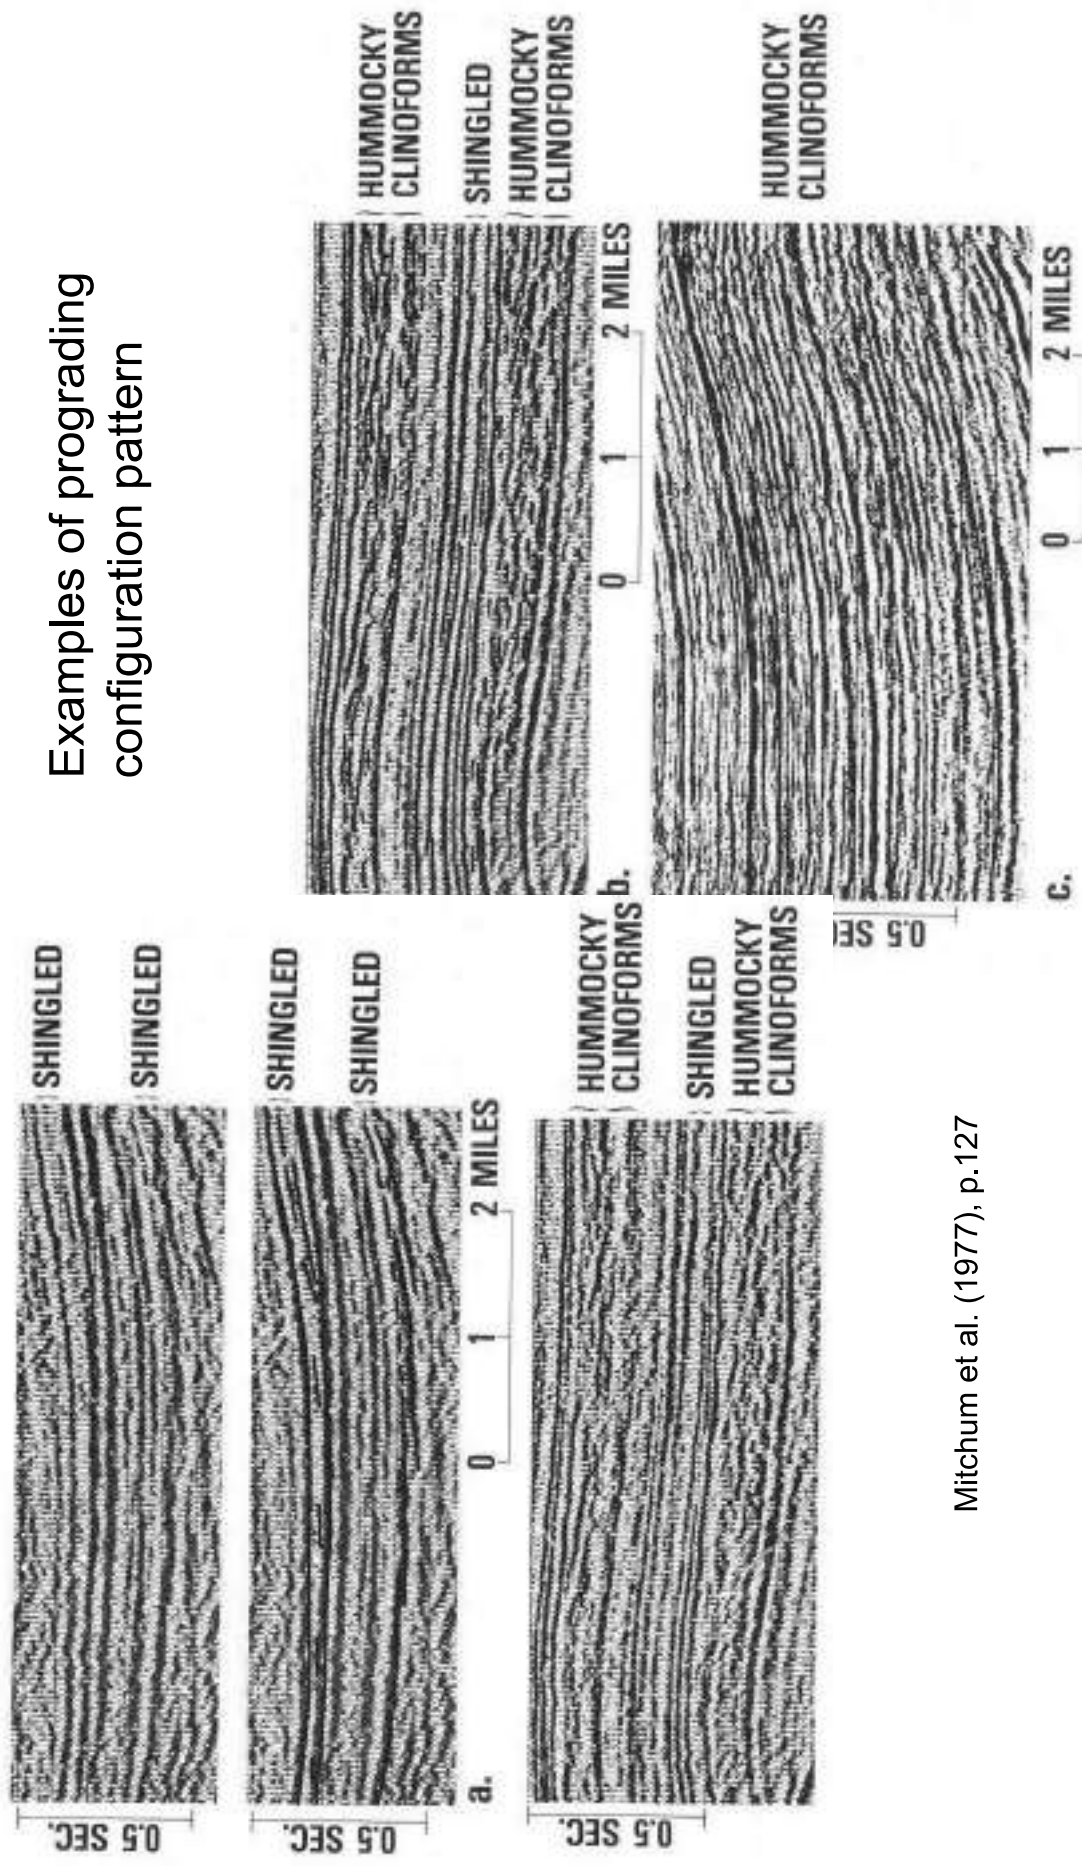 Examples of prograding
configuration pattern
SHINGLED
SHINGLED
0.5 SEC.
SHINGLED
SHINGLED
0.5 SEC.
a.
0 1 2 MILES
HUMMOCKY
CLINOFORMS
SHINGLED
HUMMOCKY
CLINOFORMS
0.5 SEC.
HUMMOCKY
CLINOFORMS
SHINGLED
HUMMOCKY
CLINOFORMS
b.
0 1 2 MILES
HUMMOCKY
CLINOFORMS
0.5 SE
c.
0 1 2 MILES
Mitchum et al. (1977), p.127